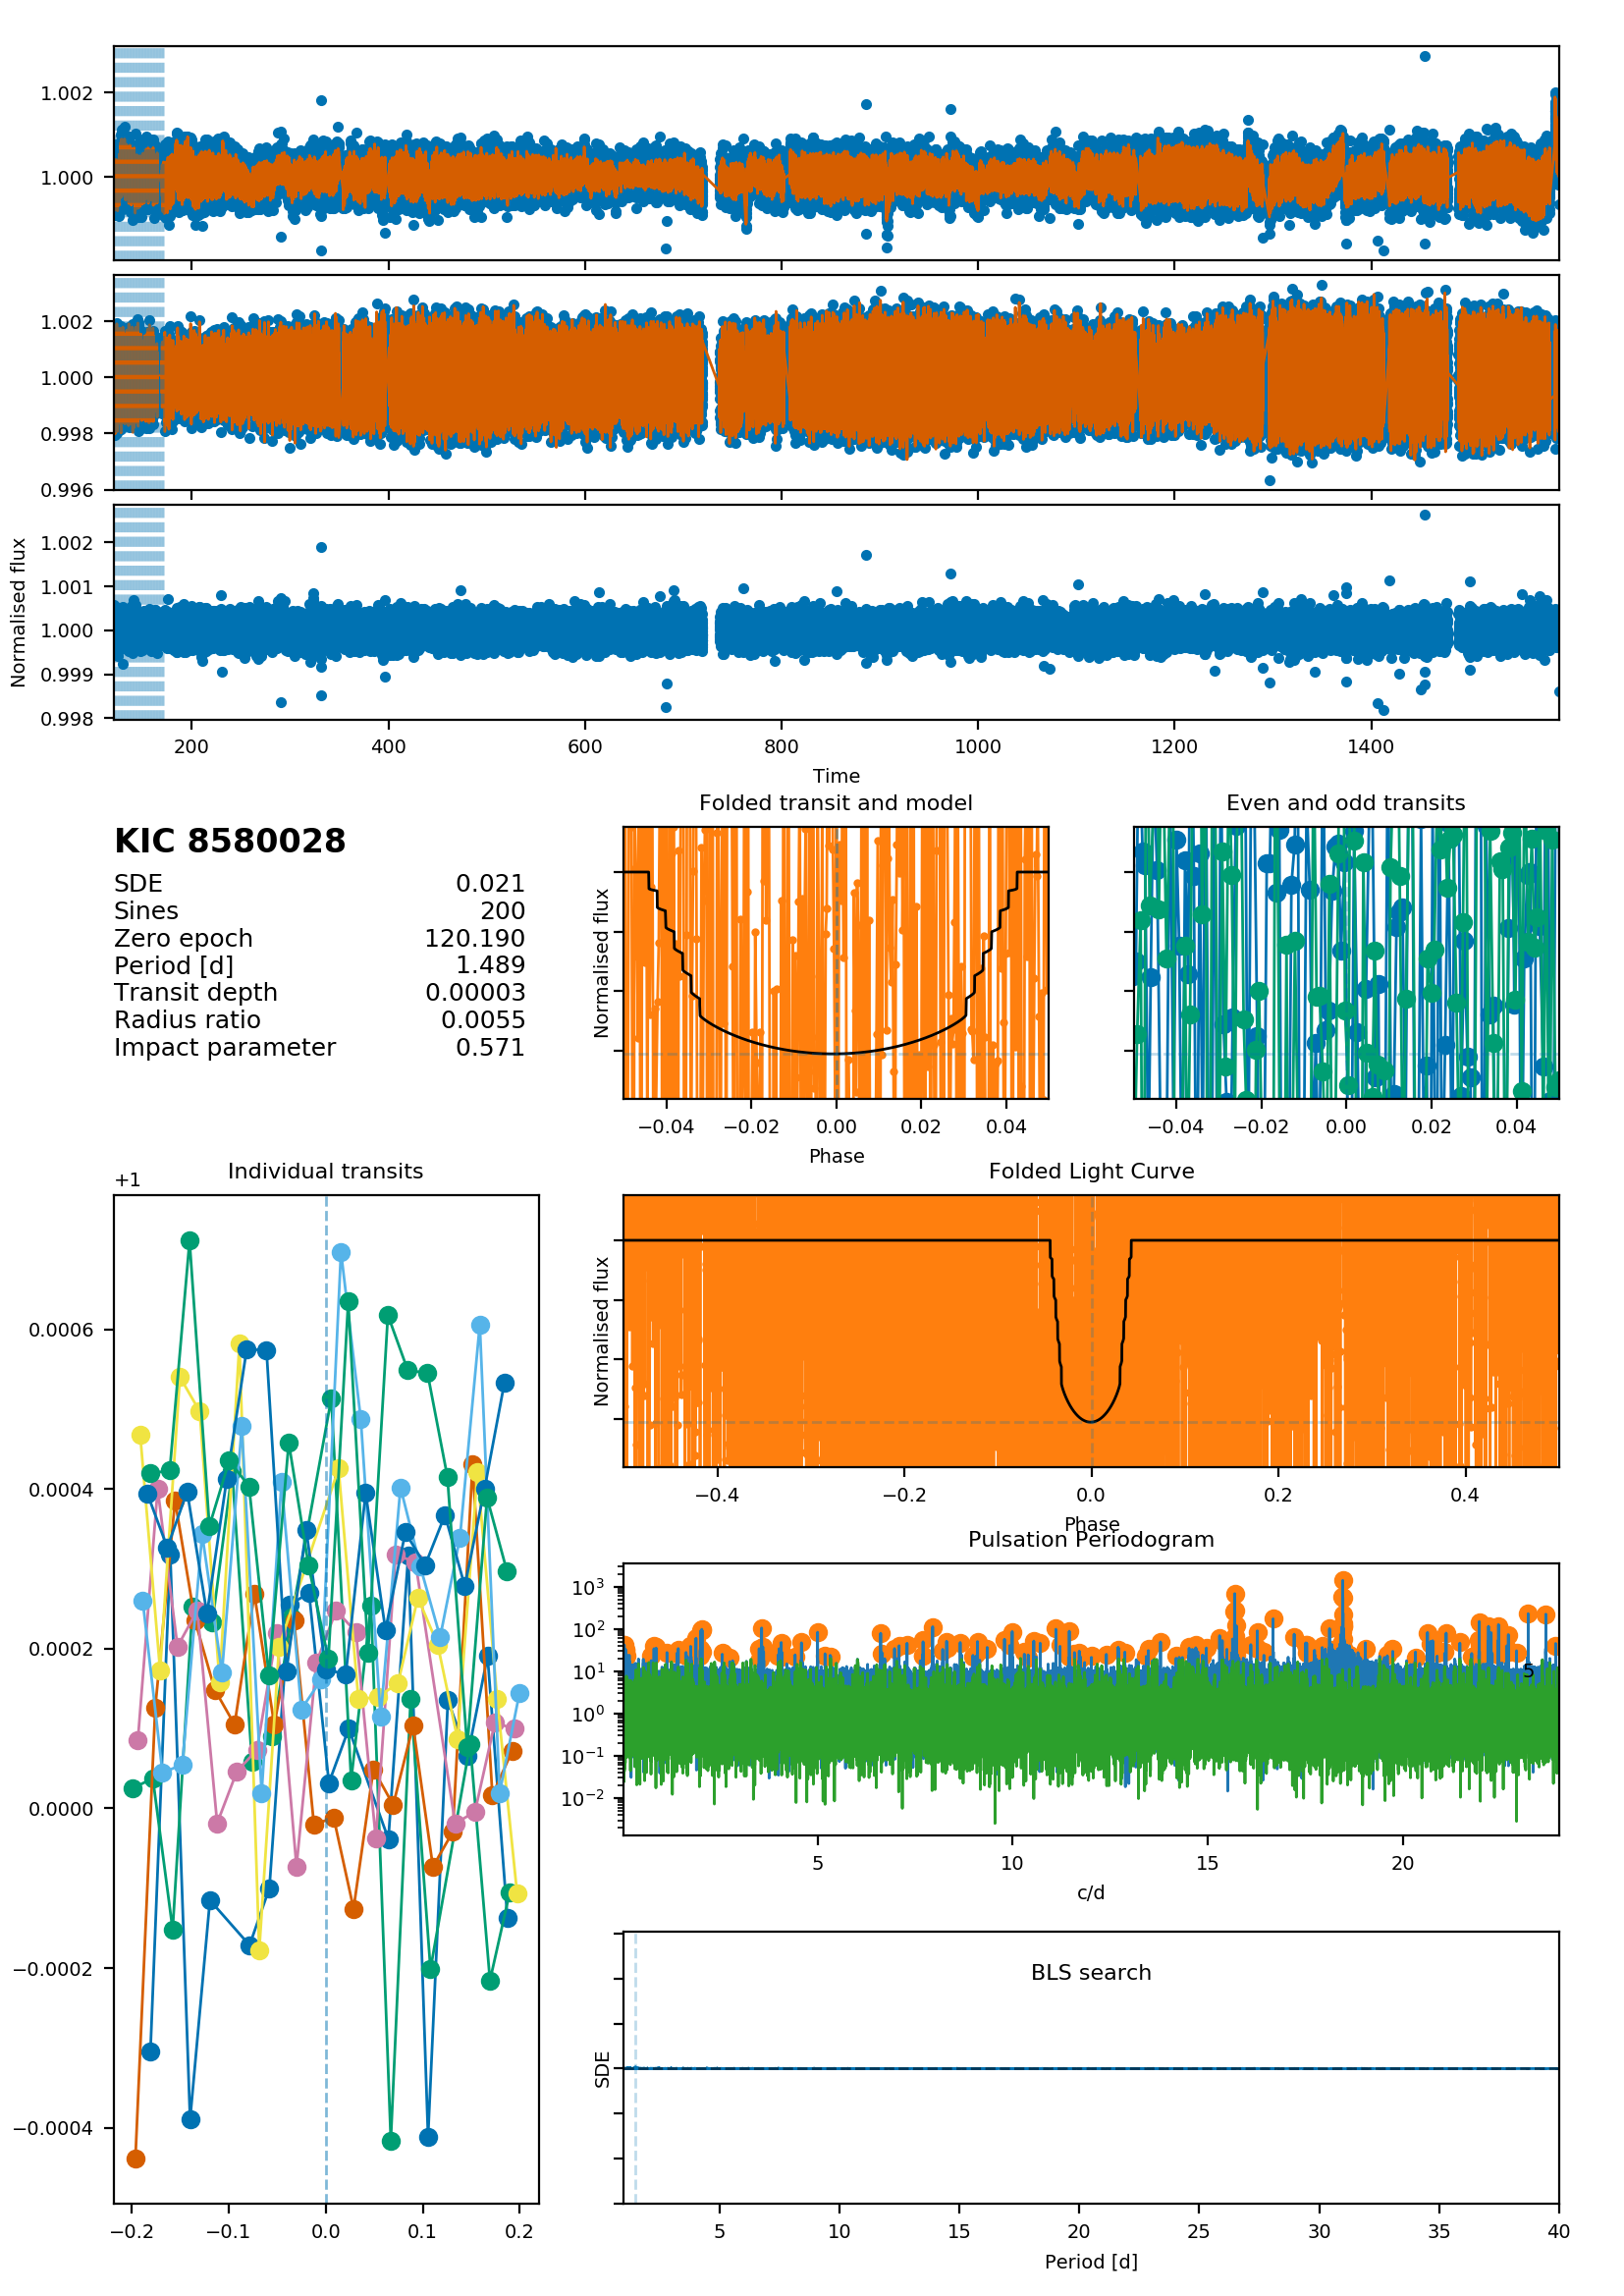 1.002
1.000
1.002
1.000
0.998
0.996
Normalised flux
1.002
1.001
1.000
0.999
0.998
200 400 600 800 1000 1200 1400
Time
KIC 8580028
SDE 0.021
Sines 200
Zero epoch 120.190
Period [d] 1.489
Transit depth 0.00003
Radius ratio 0.0055
Impact parameter 0.571
Folded transit and model
Normalised flux
−0.04 −0.02 0.00 0.02 0.04
Phase
Even and odd transits
−0.04 −0.02 0.00 0.02 0.04
Individual transits
+1
0.0006
0.0004
0.0002
0.0000
−0.0002
−0.0004
−0.2 −0.1 0.0 0.1 0.2
Folded Light Curve
Normalised flux
−0.4 −0.2 0.0 0.2 0.4
Phase
Pulsation Periodogram
10³
10²
10¹
10⁰
10⁻¹
10⁻²
5
5 10 15 20
c/d
BLS search
SDE
5 10 15 20 25 30 35 40
Period [d]